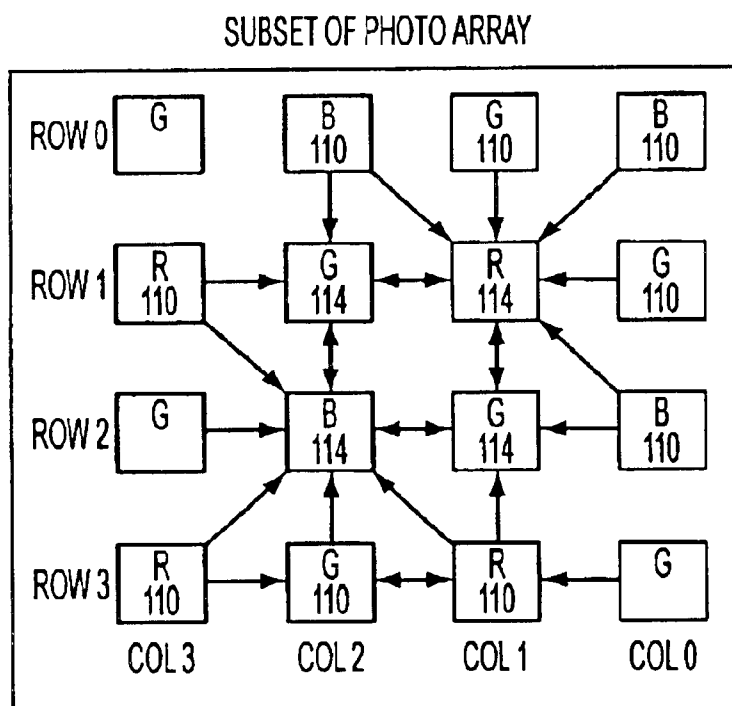 SUBSET OF PHOTO ARRAY
ROW 0
G
B
110
G
110
B
110
ROW 1
R
110
G
114
R
114
G
110
ROW 2
G
B
114
G
114
B
110
ROW 3
R
110
G
110
R
110
G
COL 3
COL 2
COL 1
COL 0